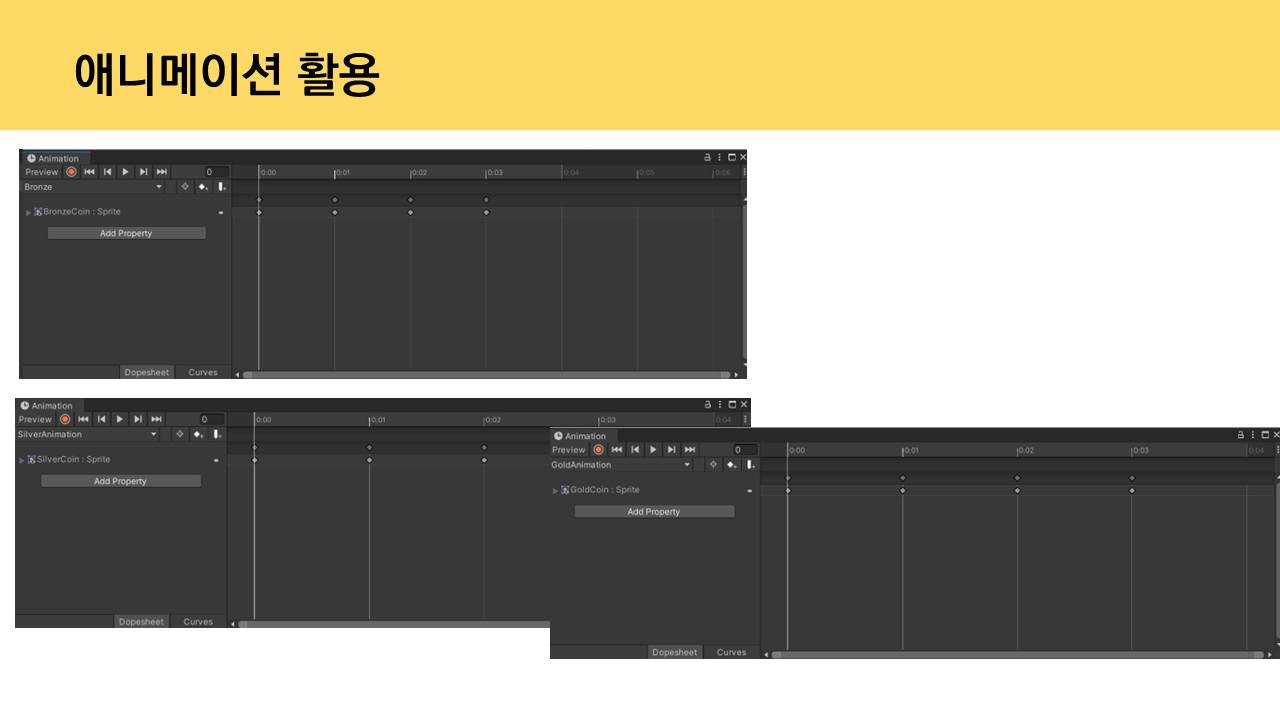 애니메이션 활용
Animation
Preview 0 0:00 0:01 0:02 0:03 0:04 0:05 0:06
Bronze
BronzeCoin : Sprite
Add Property
Dopesheet Curves
Animation
Preview 0 0:00 0:01 0:02 0:03 0:04
SilverAnimation
SilverCoin : Sprite
Add Property
Dopesheet Curves
Animation
Preview 0 0:00 0:01 0:02 0:03 0:04
GoldAnimation
GoldCoin : Sprite
Add Property
Dopesheet Curves